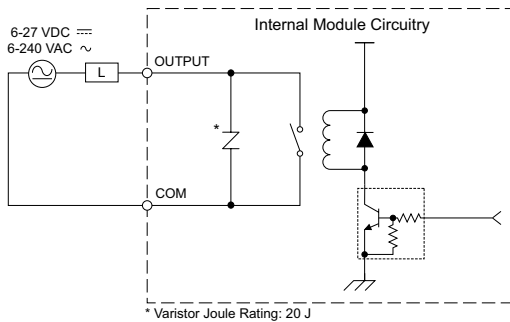 Internal Module Circuitry
6-27 VDC ⎓
6-240 VAC ∿
L
OUTPUT
*
COM
* Varistor Joule Rating: 20 J